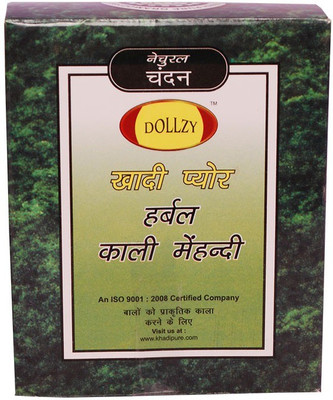 नेचुरल
चंदन
DOLLZY
TM
खादी प्योर
हर्बल
काली मेंहन्दी
An ISO 9001 : 2008 Certified Company
बालों को प्राकृतिक काला
करने के लिए
Visit us at :
www.khadipure.com